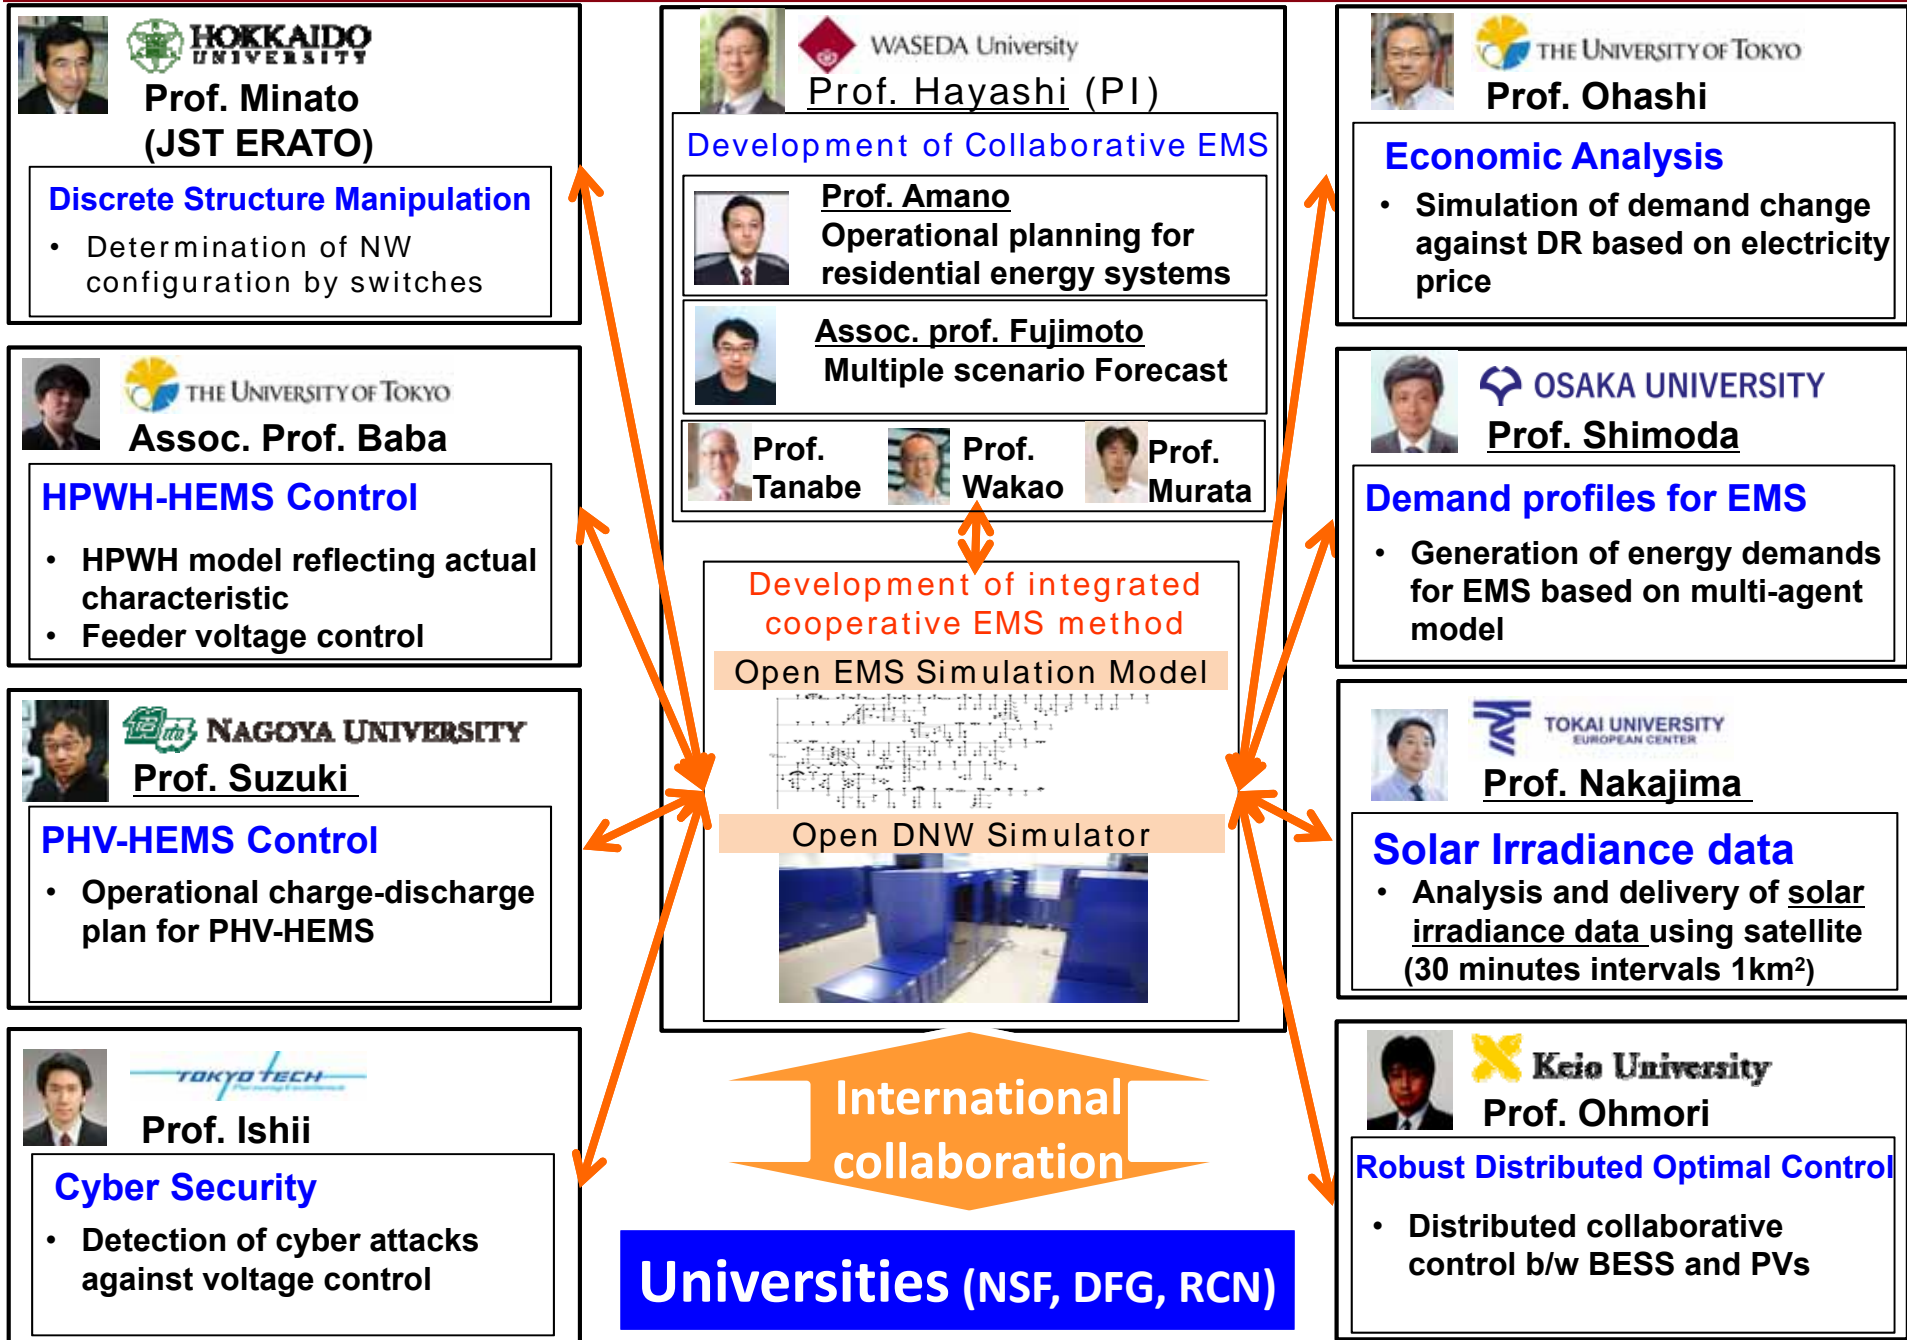 HOKKAIDO
UNIVERSITY
Prof. Minato
(JST ERATO)
Discrete Structure Manipulation
• Determination of NW
configuration by switches
THE UNIVERSITY OF TOKYO
Assoc. Prof. Baba
HPWH-HEMS Control
• HPWH model reflecting actual
characteristic
• Feeder voltage control
NAGOYA UNIVERSITY
Prof. Suzuki
PHV-HEMS Control
• Operational charge-discharge
plan for PHV-HEMS
TOKYO TECH
Pursuing Excellence
Prof. Ishii
Cyber Security
• Detection of cyber attacks
against voltage control
WASEDA University
Prof. Hayashi (PI)
Development of Collaborative EMS
Prof. Amano
Operational planning for
residential energy systems
Assoc. prof. Fujimoto
Multiple scenario Forecast
Prof.
Tanabe
Prof.
Wakao
Prof.
Murata
Development of integrated
cooperative EMS method
Open EMS Simulation Model
Open DNW Simulator
International
collaboration
Universities (NSF, DFG, RCN)
THE UNIVERSITY OF TOKYO
Prof. Ohashi
Economic Analysis
• Simulation of demand change
against DR based on electricity
price
OSAKA UNIVERSITY
Prof. Shimoda
Demand profiles for EMS
• Generation of energy demands
for EMS based on multi-agent
model
TOKAI UNIVERSITY
EUROPEAN CENTER
Prof. Nakajima
Solar Irradiance data
• Analysis and delivery of solar
irradiance data using satellite
(30 minutes intervals 1km²)
Keio University
Prof. Ohmori
Robust Distributed Optimal Control
• Distributed collaborative
control b/w BESS and PVs